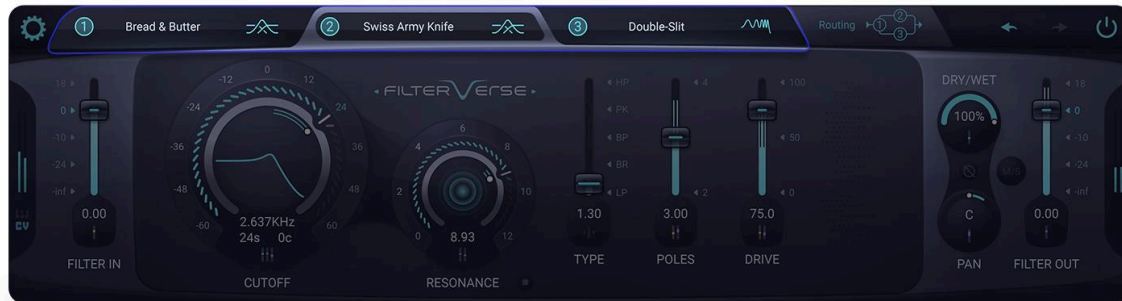 1 Bread & Butter
2 Swiss Army Knife
3 Double-Slit
Routing
1
2
3
18
0
-10
-24
-inf
0.00
FILTER IN
0
-12
12
-24
24
-36
36
-48
48
-60
60
2.637KHz
24s 0c
CUTOFF
FILTERVERSE
6
4
8
2
10
0
12
8.93
RESONANCE
HP
PK
BP
BR
LP
1.30
TYPE
4
2
3.00
POLES
100
50
0
75.0
DRIVE
DRY/WET
100%
M/S
C
PAN
18
0
-10
-24
-inf
0.00
FILTER OUT